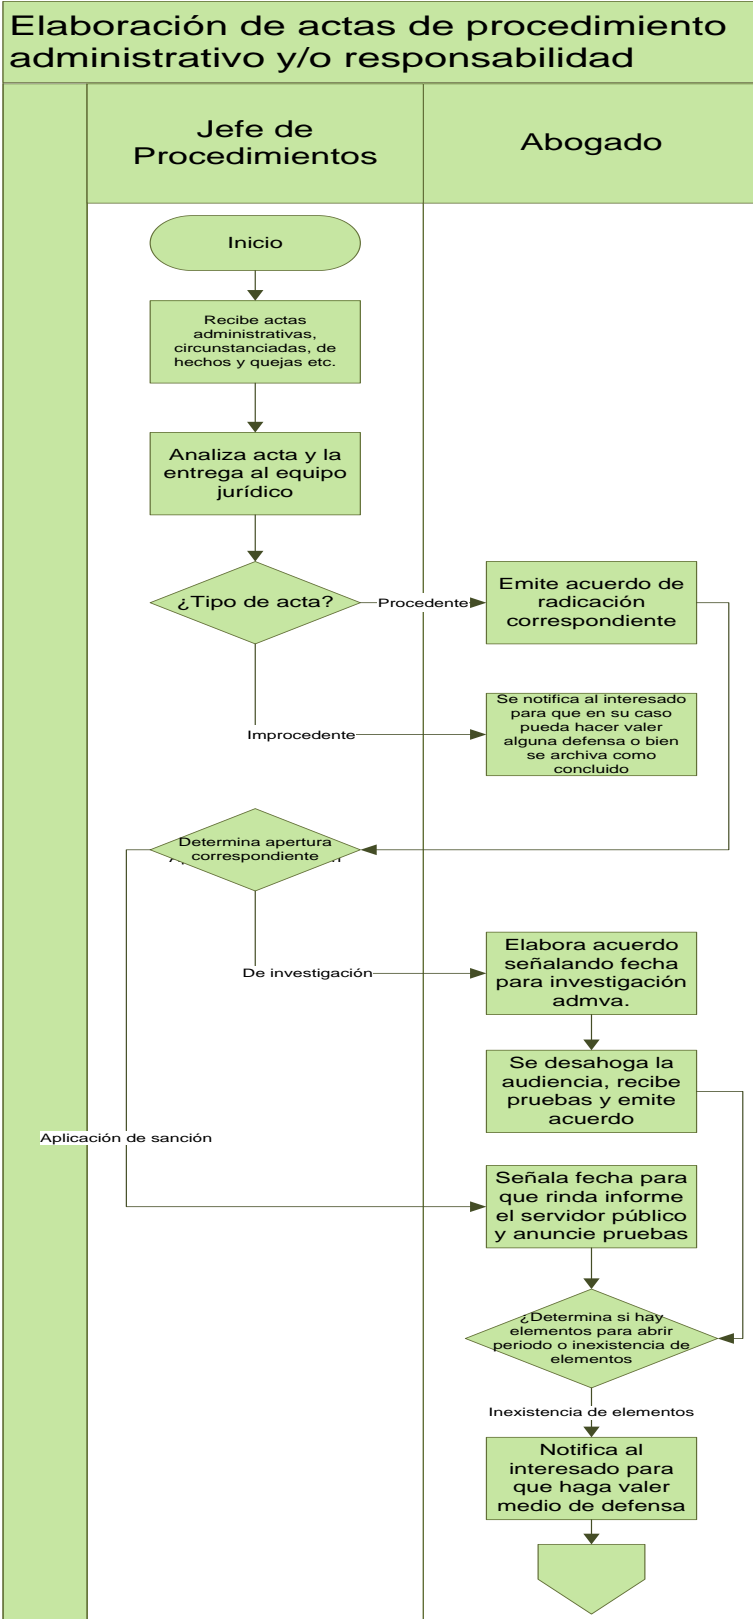 Elaboración de actas de procedimiento
administrativo y/o responsabilidad
Jefe de
Procedimientos
Abogado
Inicio
Recibe actas
administrativas,
circunstanciadas, de
hechos y quejas etc.
Analiza acta y la
entrega al equipo
jurídico
¿Tipo de acta?
Procedente
Emite acuerdo de
radicación
correspondiente
Improcedente
Se notifica al interesado
para que en su caso
pueda hacer valer
alguna defensa o bien
se archiva como
concluido
Determina apertura
correspondiente
De investigación
Elabora acuerdo
señalando fecha
para investigación
admva.
Se desahoga la
audiencia, recibe
pruebas y emite
acuerdo
Aplicación de sanción
Señala fecha para
que rinda informe
el servidor público
y anuncie pruebas
¿Determina si hay
elementos para abrir
periodo o inexistencia de
elementos
Inexistencia de elementos
Notifica al
interesado para
que haga valer
medio de defensa